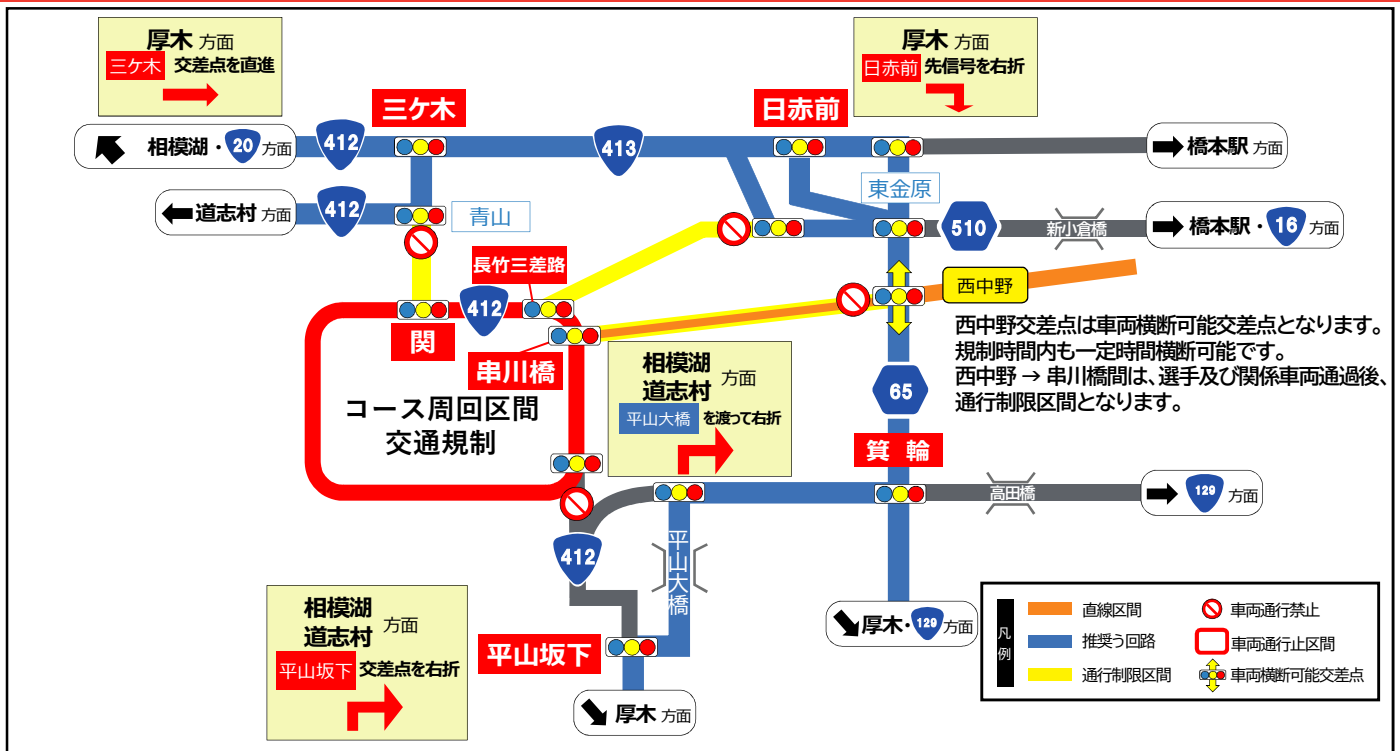 厚木 方面
三ケ木 交差点を直進
厚木 方面
日赤前 先信号を右折
三ケ木
日赤前
相模湖・20 方面
412
413
橋本駅 方面
東金原
道志村 方面
412
青山
510
新小倉橋
橋本駅・16 方面
長竹三差路
412
西中野
関
串川橋
西中野交差点は車両横断可能交差点となります。
規制時間内も一定時間横断可能です。
西中野 → 串川橋間は、選手及び関係車両通過後、
通行制限区間となります。
相模湖
道志村 方面
平山大橋 を渡って右折
コース周回区間
交通規制
65
箕輪
高田橋
129 方面
412
平山大橋
相模湖
道志村 方面
平山坂下 交差点を右折
平山坂下
厚木 方面
厚木・129 方面
凡例
直線区間
車両通行禁止
推奨う回路
車両通行止区間
通行制限区間
車両横断可能交差点